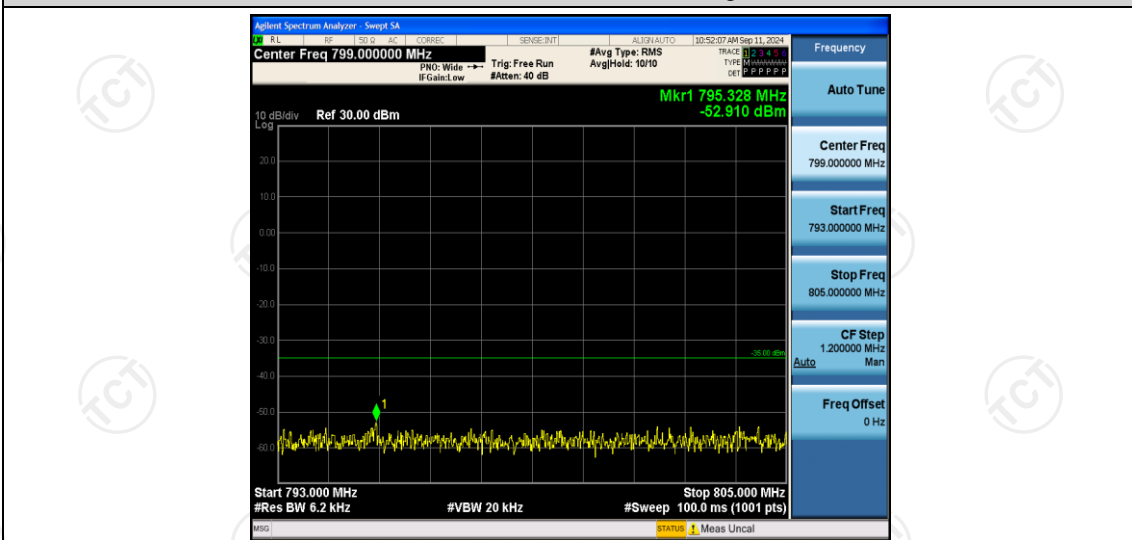 Agilent Spectrum Analyzer - Swept SA
RL RF 50 Ω AC CORREC SENSE:INT ALIGN AUTO 10:52:07 AM Sep 11, 2024
Center Freq 799.000000 MHz
PNO: Wide
IFGain:Low
Trig: Free Run
#Atten: 40 dB
#Avg Type: RMS
Avg|Hold: 10/10
TRACE 1 2 3 4 5 6
TYPE M
DET P P P P P P
Mkr1 795.328 MHz
-52.910 dBm
10 dB/div Ref 30.00 dBm
Log
20.0
10.0
0.00
-10.0
-20.0
-30.0
-35.00 dBm
-40.0
-50.0
1
-60.0
Start 793.000 MHz Stop 805.000 MHz
#Res BW 6.2 kHz #VBW 20 kHz #Sweep 100.0 ms (1001 pts)
MSG STATUS Meas Uncal
Frequency
Auto Tune
Center Freq
799.000000 MHz
Start Freq
793.000000 MHz
Stop Freq
805.000000 MHz
CF Step
1.200000 MHz
Auto Man
Freq Offset
0 Hz
TCT
TCT
TCT
TCT